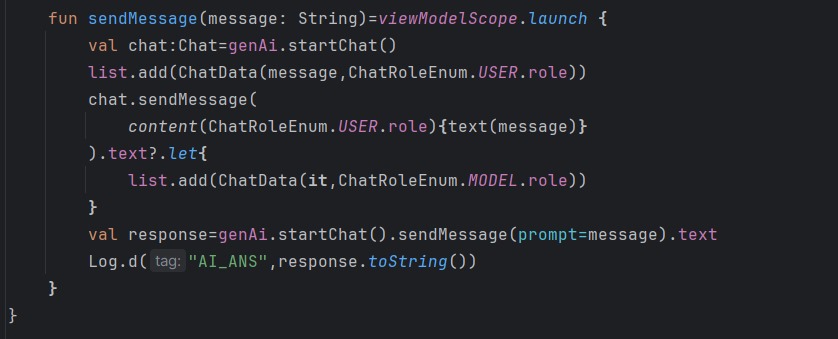 fun sendMessage(message: String)=viewModelScope.launch {
val chat:Chat=genAi.startChat()
list.add(ChatData(message,ChatRoleEnum.USER.role))
chat.sendMessage(
content(ChatRoleEnum.USER.role){text(message)}
).text?.let{
list.add(ChatData(it,ChatRoleEnum.MODEL.role))
}
val response=genAi.startChat().sendMessage(prompt=message).text
Log.d( tag: "AI_ANS",response.toString())
}
}